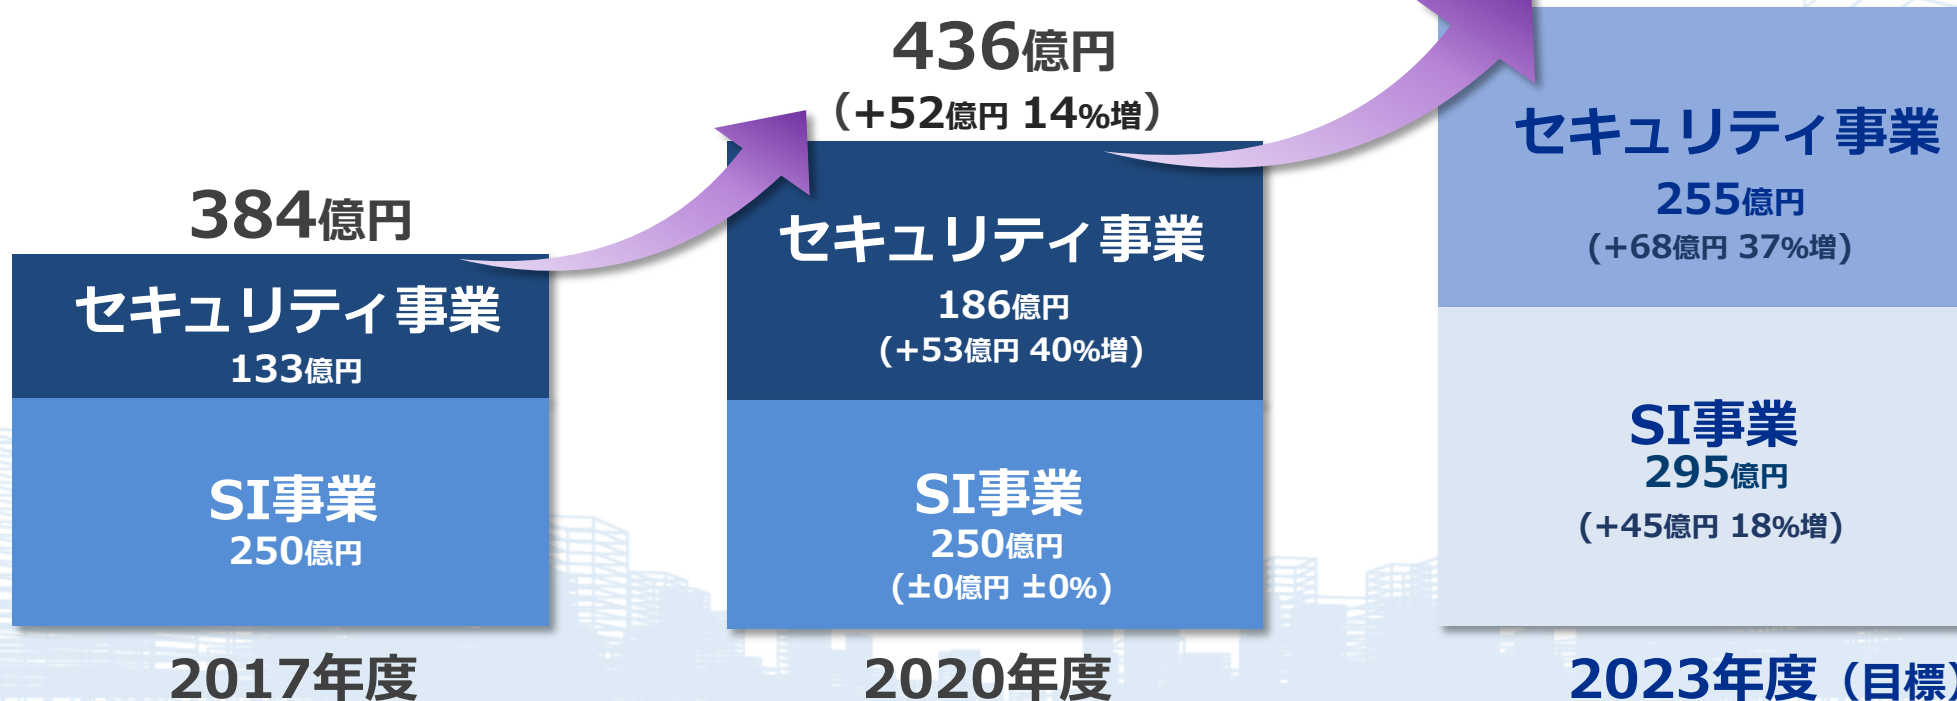 384億円
セキュリティ事業
133億円
SI事業
250億円
2017年度
436億円
（+52億円 14%増）
セキュリティ事業
186億円
(+53億円 40%増)
SI事業
250億円
(±0億円 ±0%)
2020年度
セキュリティ事業
255億円
(+68億円 37%増)
SI事業
295億円
(+45億円 18%増)
2023年度（目標）